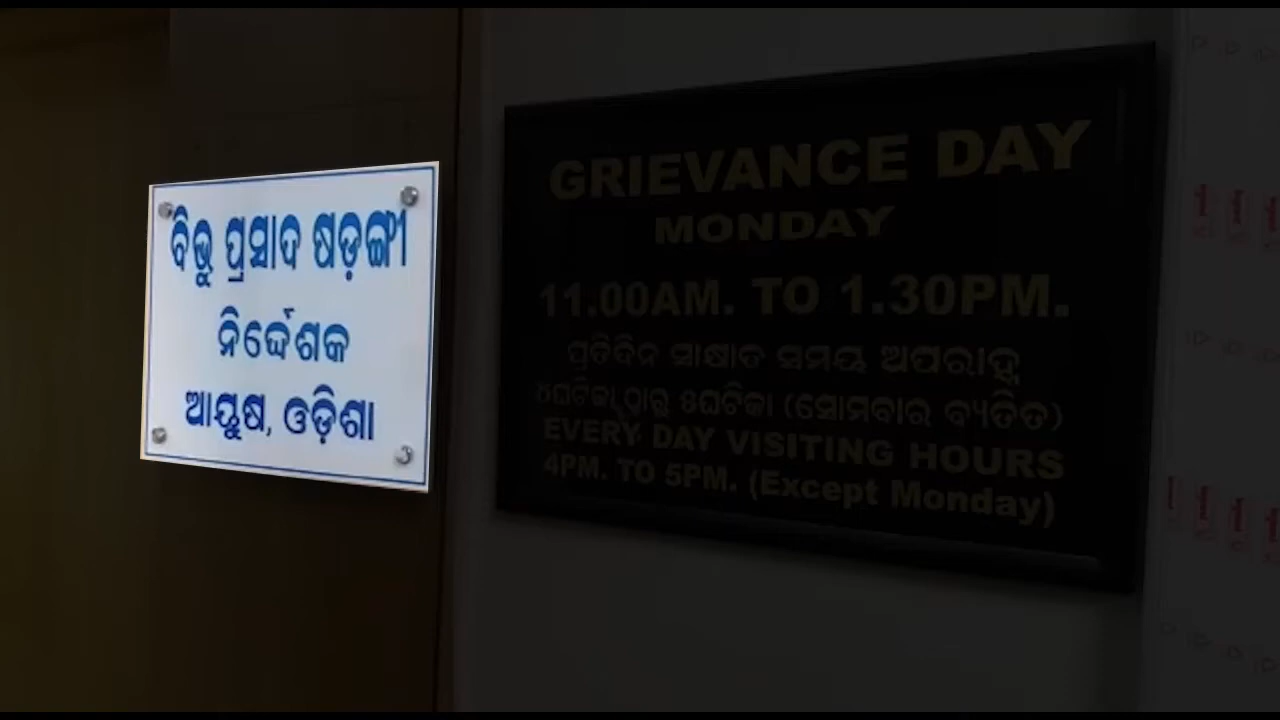 ବିଭୁ ପ୍ରସାଦ ଷଡ଼ଙ୍ଗୀ
ନିର୍ଦ୍ଦେଶକ
ଆୟୁଷ, ଓଡ଼ିଶା
GRIEVANCE DAY
MONDAY
11.00AM. TO 1.30PM.
ପ୍ରତିଦିନ ସାକ୍ଷାତ ସମୟ ଅପରାହ୍ନ
୪ଘଟିକା ଠାରୁ ୫ଘଟିକା (ସୋମବାର ବ୍ୟତିତ)
EVERY DAY VISITING HOURS
4PM. TO 5PM. (Except Monday)